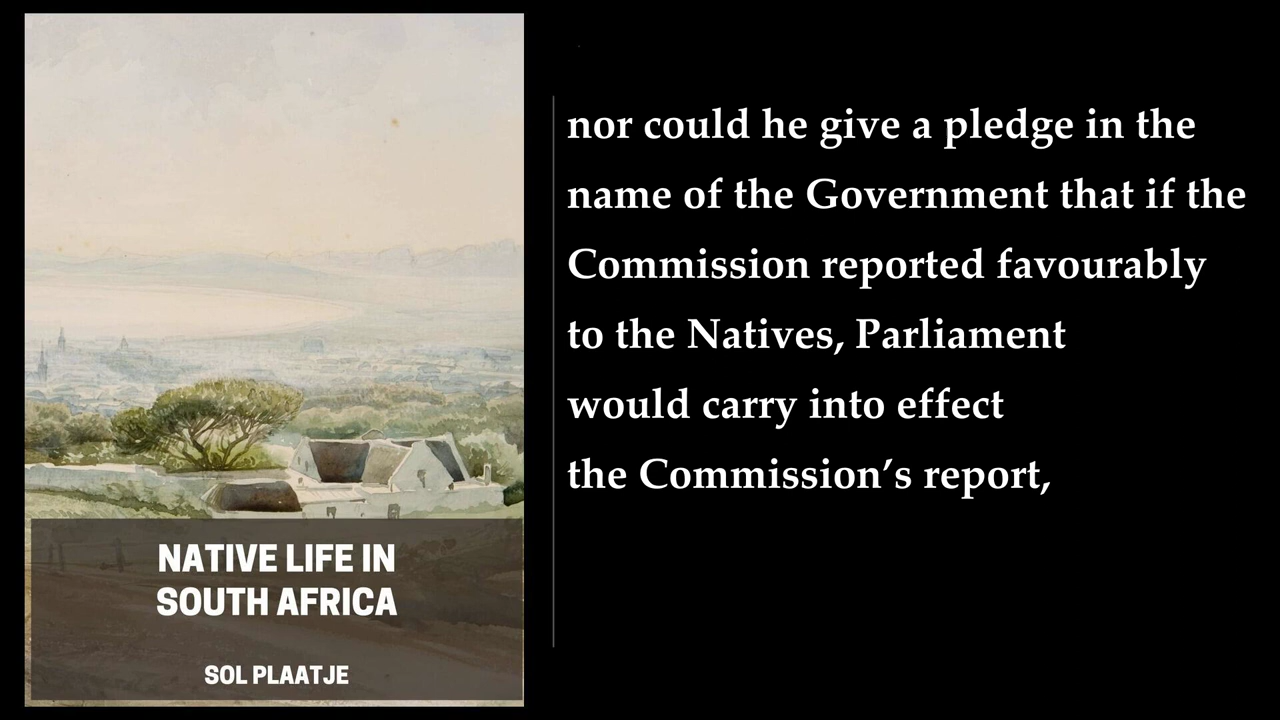 NATIVE LIFE IN
SOUTH AFRICA
SOL PLAATJE
nor could he give a pledge in the
name of the Government that if the
Commission reported favourably
to the Natives, Parliament
would carry into effect
the Commission’s report,